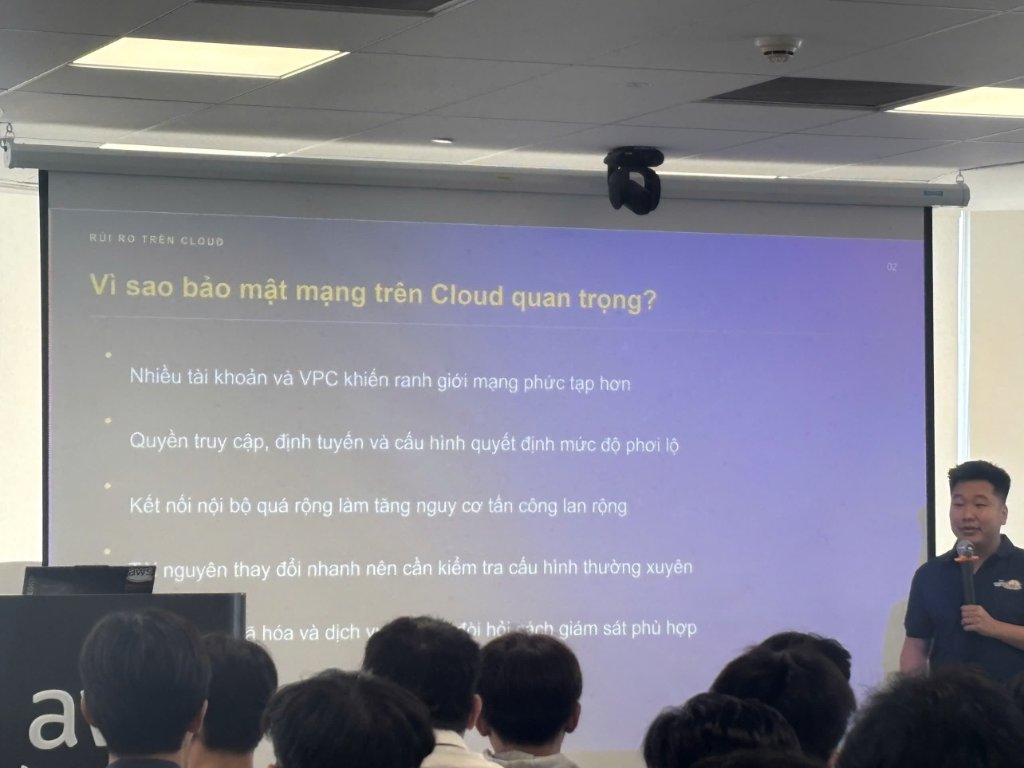 RỦI RO TRÊN CLOUD
02
Vì sao bảo mật mạng trên Cloud quan trọng?
Nhiều tài khoản và VPC khiến ranh giới mạng phức tạp hơn
Quyền truy cập, định tuyến và cấu hình quyết định mức độ phơi lộ
Kết nối nội bộ quá rộng làm tăng nguy cơ tấn công lan rộng
nguyên thay đổi nhanh nên cần kiểm tra cấu hình thường xuyên
hóa và dịch đòi hỏi cách giám sát phù hợp
aws